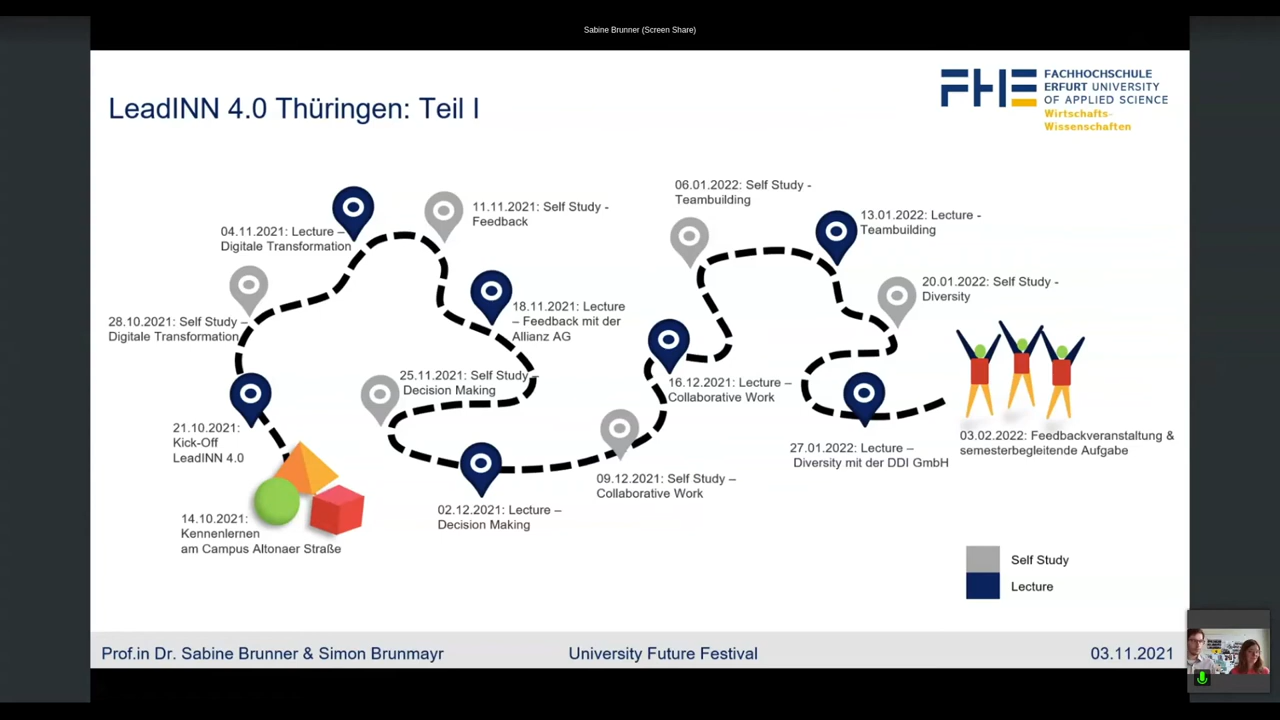 Sabine Brunner (Screen Share)
LeadINN 4.0 Thüringen: Teil I
FHE
FACHHOCHSCHULE
ERFURT UNIVERSITY
OF APPLIED SCIENCE
Wirtschafts-
Wissenschaften
14.10.2021:
Kennenlernen
am Campus Altonaer Straße
21.10.2021:
Kick-Off
LeadINN 4.0
28.10.2021: Self Study –
Digitale Transformation
04.11.2021: Lecture –
Digitale Transformation
11.11.2021: Self Study -
Feedback
18.11.2021: Lecture
– Feedback mit der
Allianz AG
25.11.2021: Self Study –
Decision Making
02.12.2021: Lecture –
Decision Making
09.12.2021: Self Study –
Collaborative Work
16.12.2021: Lecture –
Collaborative Work
06.01.2022: Self Study -
Teambuilding
13.01.2022: Lecture -
Teambuilding
20.01.2022: Self Study -
Diversity
27.01.2022: Lecture –
Diversity mit der DDI GmbH
03.02.2022: Feedbackveranstaltung &
semesterbegleitende Aufgabe
Self Study
Lecture
Prof.in Dr. Sabine Brunner & Simon Brunmayr
University Future Festival
03.11.2021